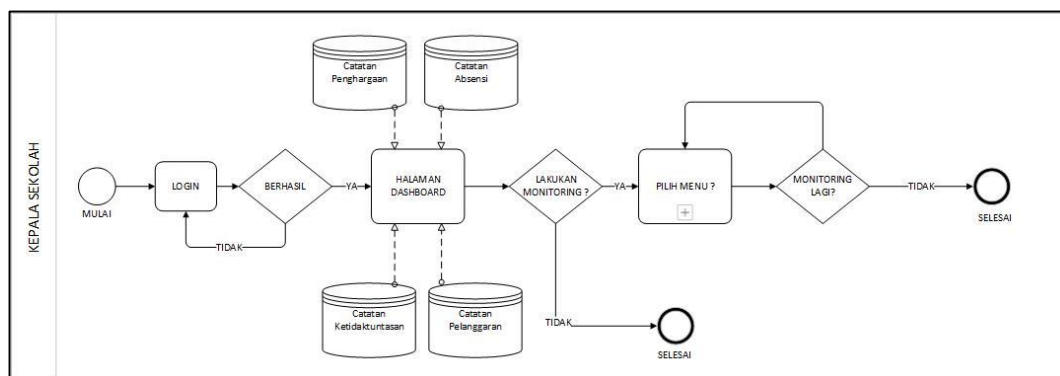 KEPALA SEKOLAH
Catatan
Penghargaan
Catatan
Absensi
MULAI
LOGIN
BERHASIL
YA
TIDAK
HALAMAN
DASHBOARD
LAKUKAN
MONITORING ?
YA
PILIH MENU ?
MONITORING
LAGI?
TIDAK
SELESAI
Catatan
Ketidaktuntasan
Catatan
Pelanggaran
TIDAK
SELESAI